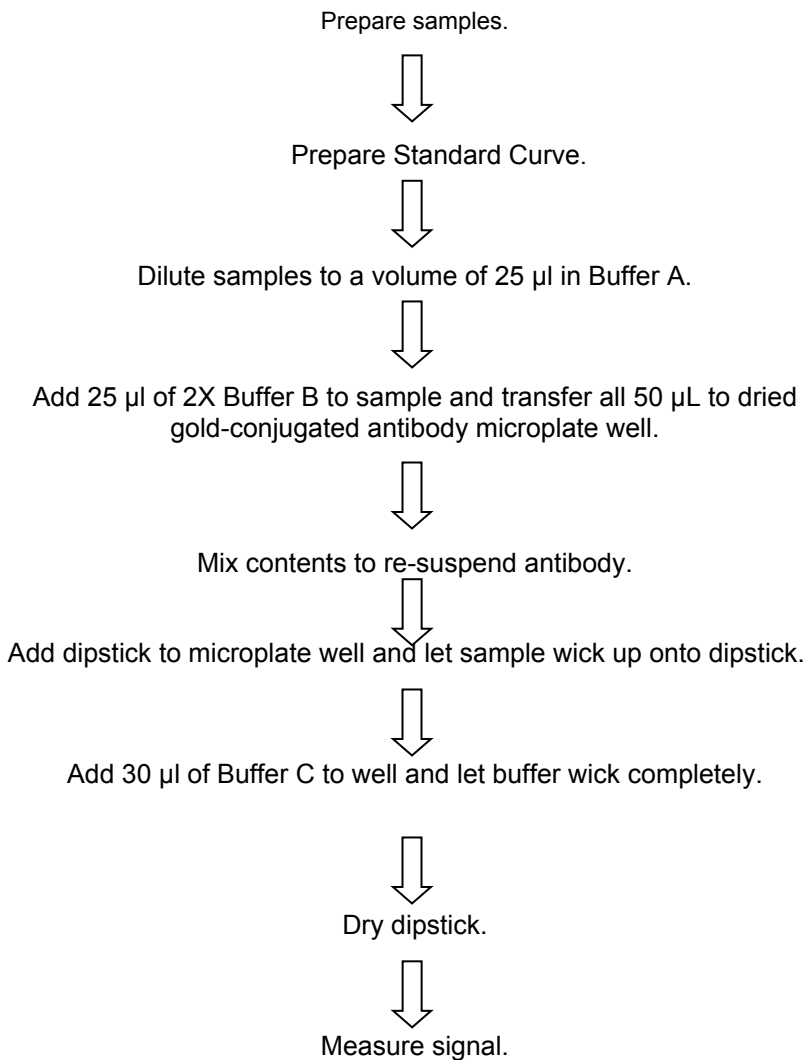 Prepare samples.
Prepare Standard Curve.
Dilute samples to a volume of 25 µl in Buffer A.
Add 25 µl of 2X Buffer B to sample and transfer all 50 µL to dried
gold-conjugated antibody microplate well.
Mix contents to re-suspend antibody.
Add dipstick to microplate well and let sample wick up onto dipstick.
Add 30 µl of Buffer C to well and let buffer wick completely.
Dry dipstick.
Measure signal.